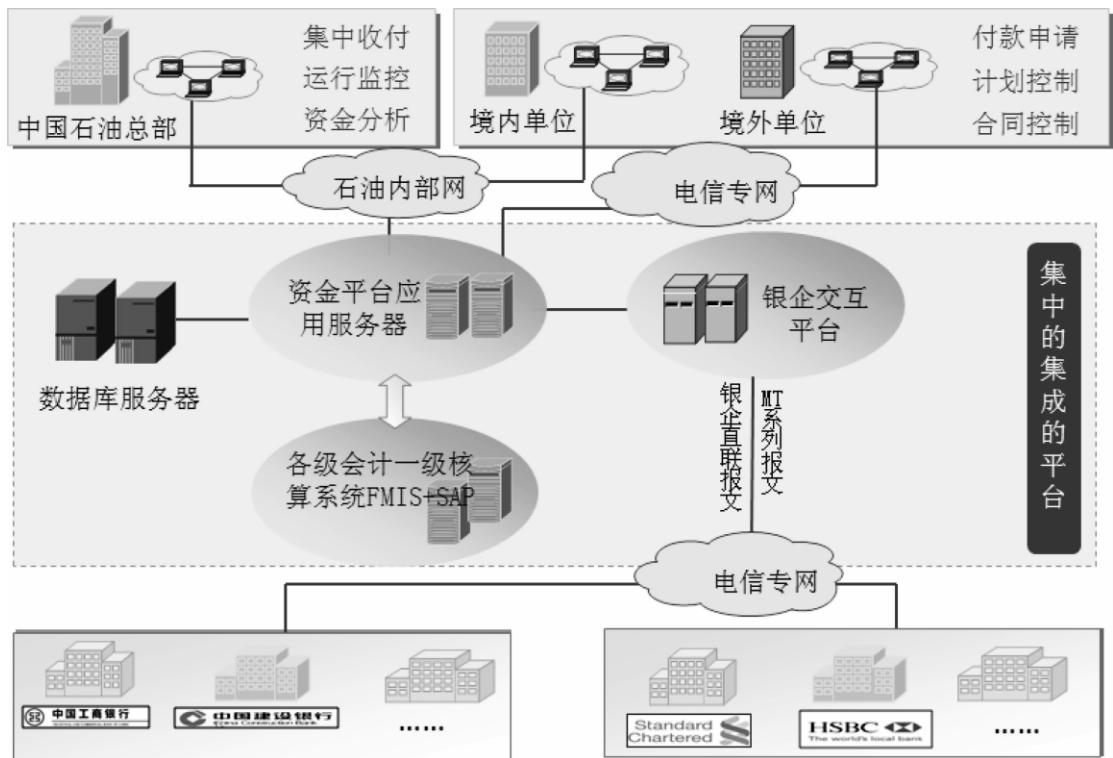 集中收付
运行监控
资金分析
中国石油总部
境内单位
境外单位
付款申请
计划控制
合同控制
石油内部网
电信专网
资金平台应
用服务器
银企交互
平台
数据库服务器
各级会计一级核
算系统FMIS+SAP
银企直联报文
MT系列报文
集中的集成的平台
电信专网
中国工商银行
中国建设银行
China Construction Bank
……
Standard
Chartered
HSBC
The world's local bank
……